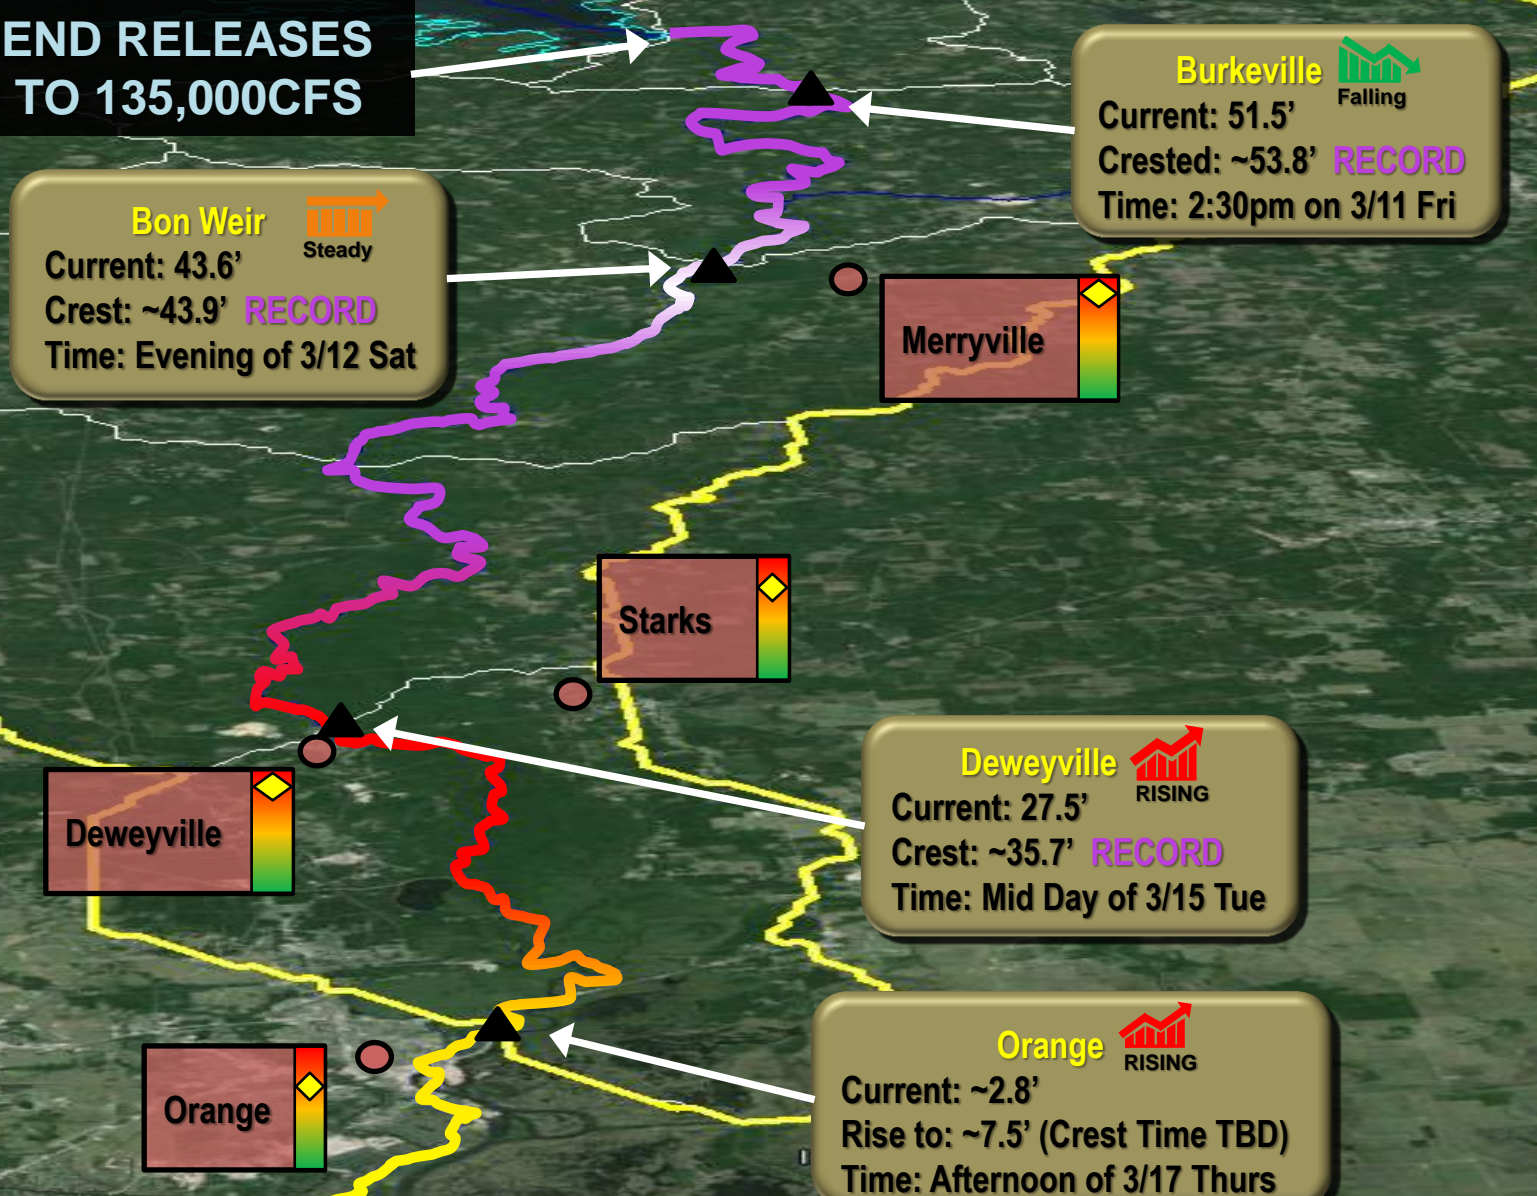 END RELEASES
TO 135,000CFS
Burkeville
Falling
Current: 51.5’
Crested: ~53.8’ RECORD
Time: 2:30pm on 3/11 Fri
Bon Weir
Steady
Current: 43.6’
Crest: ~43.9’ RECORD
Time: Evening of 3/12 Sat
Merryville
Starks
Deweyville
RISING
Current: 27.5’
Crest: ~35.7’ RECORD
Time: Mid Day of 3/15 Tue
Deweyville
Orange
RISING
Current: ~2.8’
Rise to: ~7.5’ (Crest Time TBD)
Time: Afternoon of 3/17 Thurs
Orange